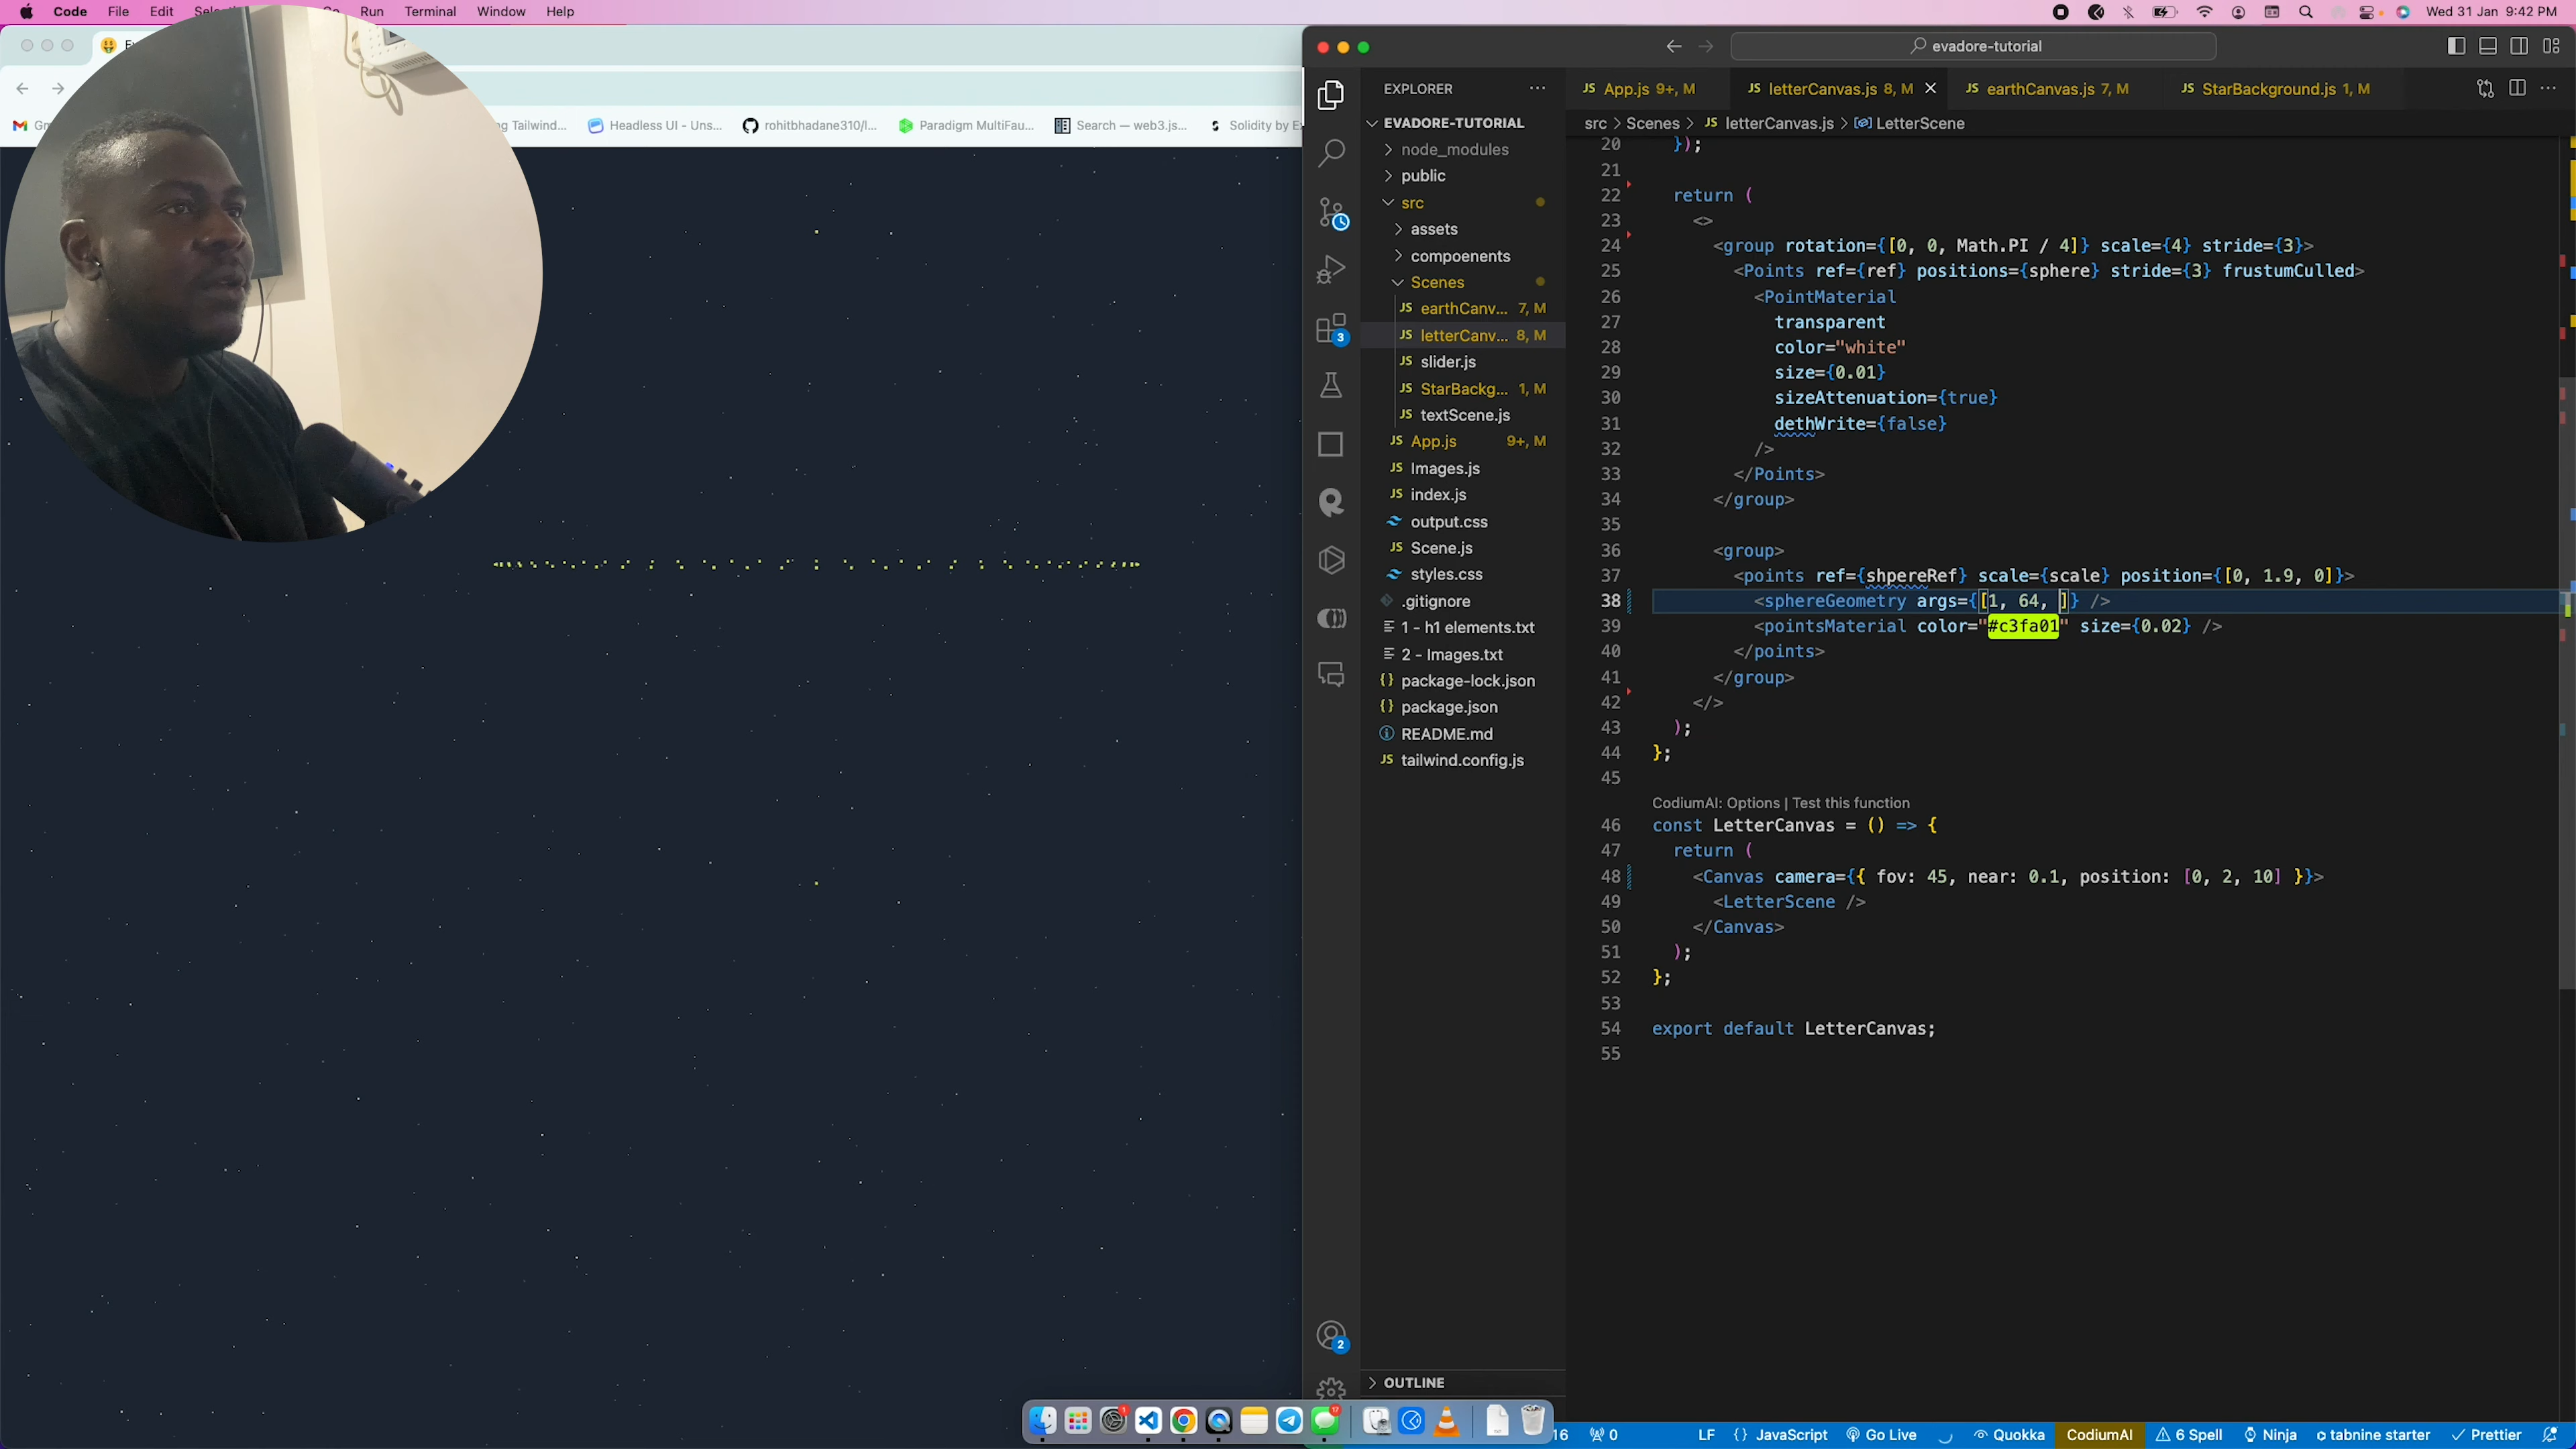 Code File Edit Run Terminal Window Help Wed 31 Jan 9:42 PM
evadore-tutorial
EXPLORER
App.js 9+, M letterCanvas.js 8, M earthCanvas.js 7, M StarBackground.js 1, M
ng Tailwind... Headless UI - Uns... rohitbhadane310/l... Paradigm MultiFau... Search — web3.js... Solidity by Ex
EVADORE-TUTORIAL
node_modules
public
src
assets
compoenents
Scenes
earthCanv... 7, M
letterCanv... 8, M
slider.js
StarBackg... 1, M
textScene.js
App.js 9+, M
Images.js
index.js
output.css
Scene.js
styles.css
.gitignore
1 - h1 elements.txt
2 - Images.txt
package-lock.json
package.json
README.md
tailwind.config.js
OUTLINE
src > Scenes > JS letterCanvas.js > LetterScene
20 });
21
22 return (
23 <>
24 <group rotation={[0, 0, Math.PI / 4]} scale={4} stride={3}>
25 <Points ref={ref} positions={sphere} stride={3} frustumCulled>
26 <PointMaterial
27 transparent
28 color="white"
29 size={0.01}
30 sizeAttenuation={true}
31 dethWrite={false}
32 />
33 </Points>
34 </group>
35
36 <group>
37 <points ref={shpereRef} scale={scale} position={[0, 1.9, 0]}>
38 <sphereGeometry args={[1, 64, ]} />
39 <pointsMaterial color="#c3fa01" size={0.02} />
40 </points>
41 </group>
42 </>
43 );
44 };
45
CodiumAI: Options | Test this function
46 const LetterCanvas = () => {
47 return (
48 <Canvas camera={{ fov: 45, near: 0.1, position: [0, 2, 10] }}>
49 <LetterScene />
50 </Canvas>
51 );
52 };
53
54 export default LetterCanvas;
55
16 0 LF {} JavaScript Go Live Quokka CodiumAI 6 Spell Ninja tabnine starter Prettier